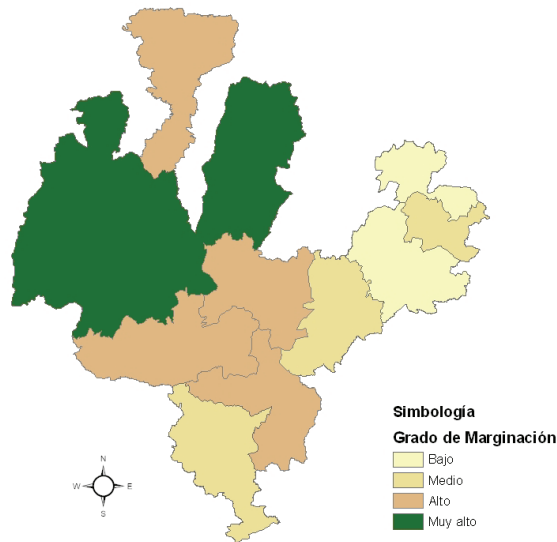 Simbología
Grado de Marginación
Bajo
Medio
Alto
Muy alto
N
W E
S